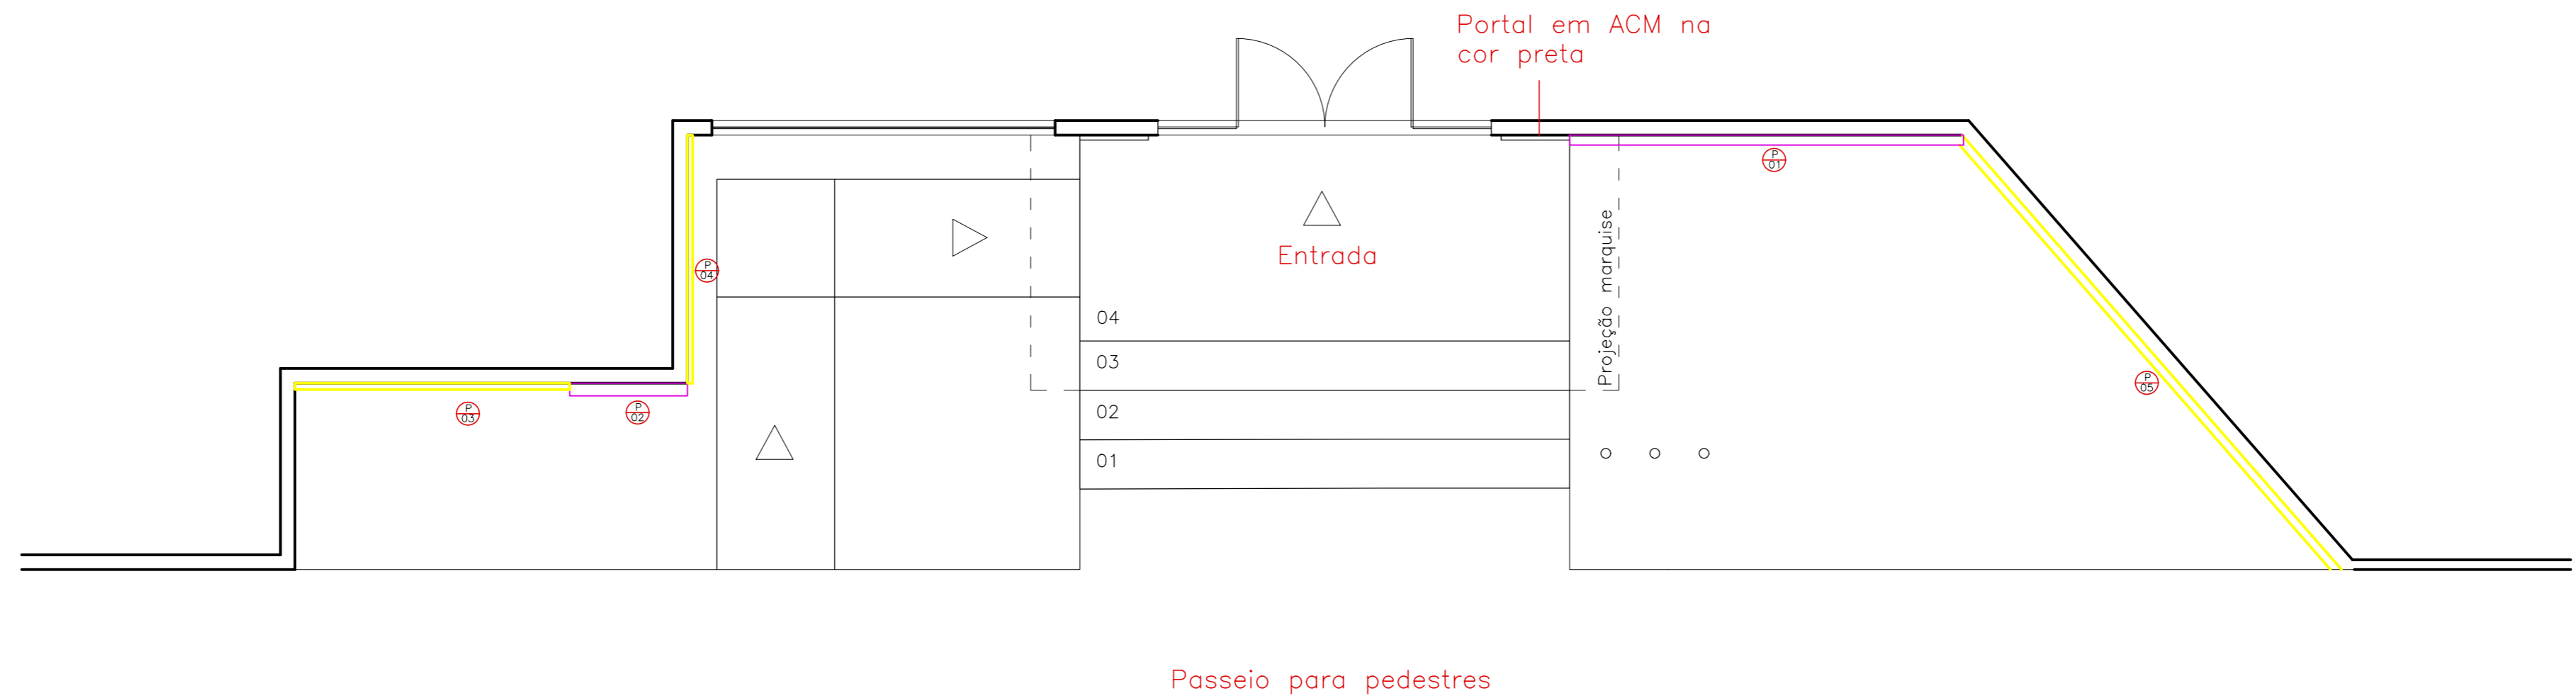 Portal em ACM na
cor preta
P
01
P
04
Projeção marquise
Entrada
04
03
P
05
P
03
P
02
02
01
Passeio para pedestres